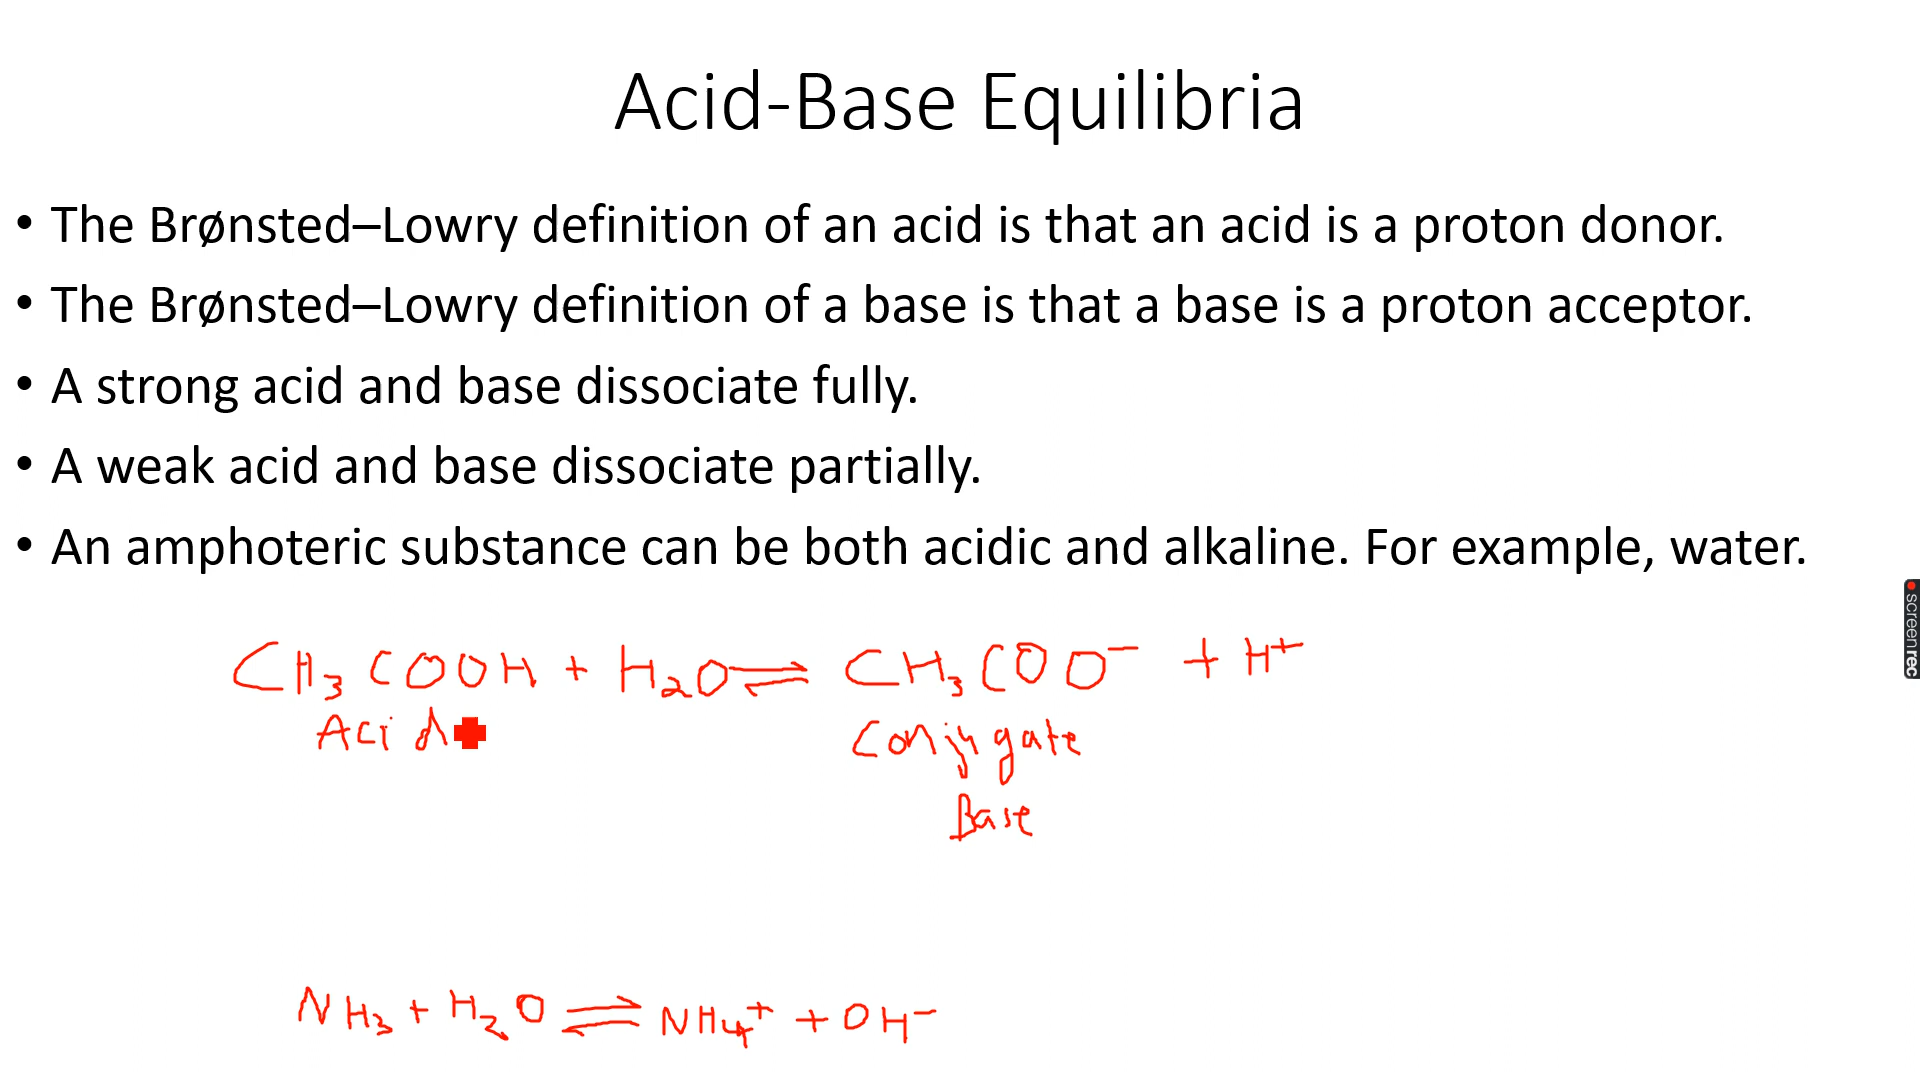 Acid-Base Equilibria
• The Brønsted–Lowry definition of an acid is that an acid is a proton donor.
• The Brønsted–Lowry definition of a base is that a base is a proton acceptor.
• A strong acid and base dissociate fully.
• A weak acid and base dissociate partially.
• An amphoteric substance can be both acidic and alkaline. For example, water.
CH₃COOH + H₂O ⇌ CH₃COO⁻ + H⁺
Acid
Conjugate
Base
NH₃ + H₂O ⇌ NH₄⁺ + OH⁻
screenrec